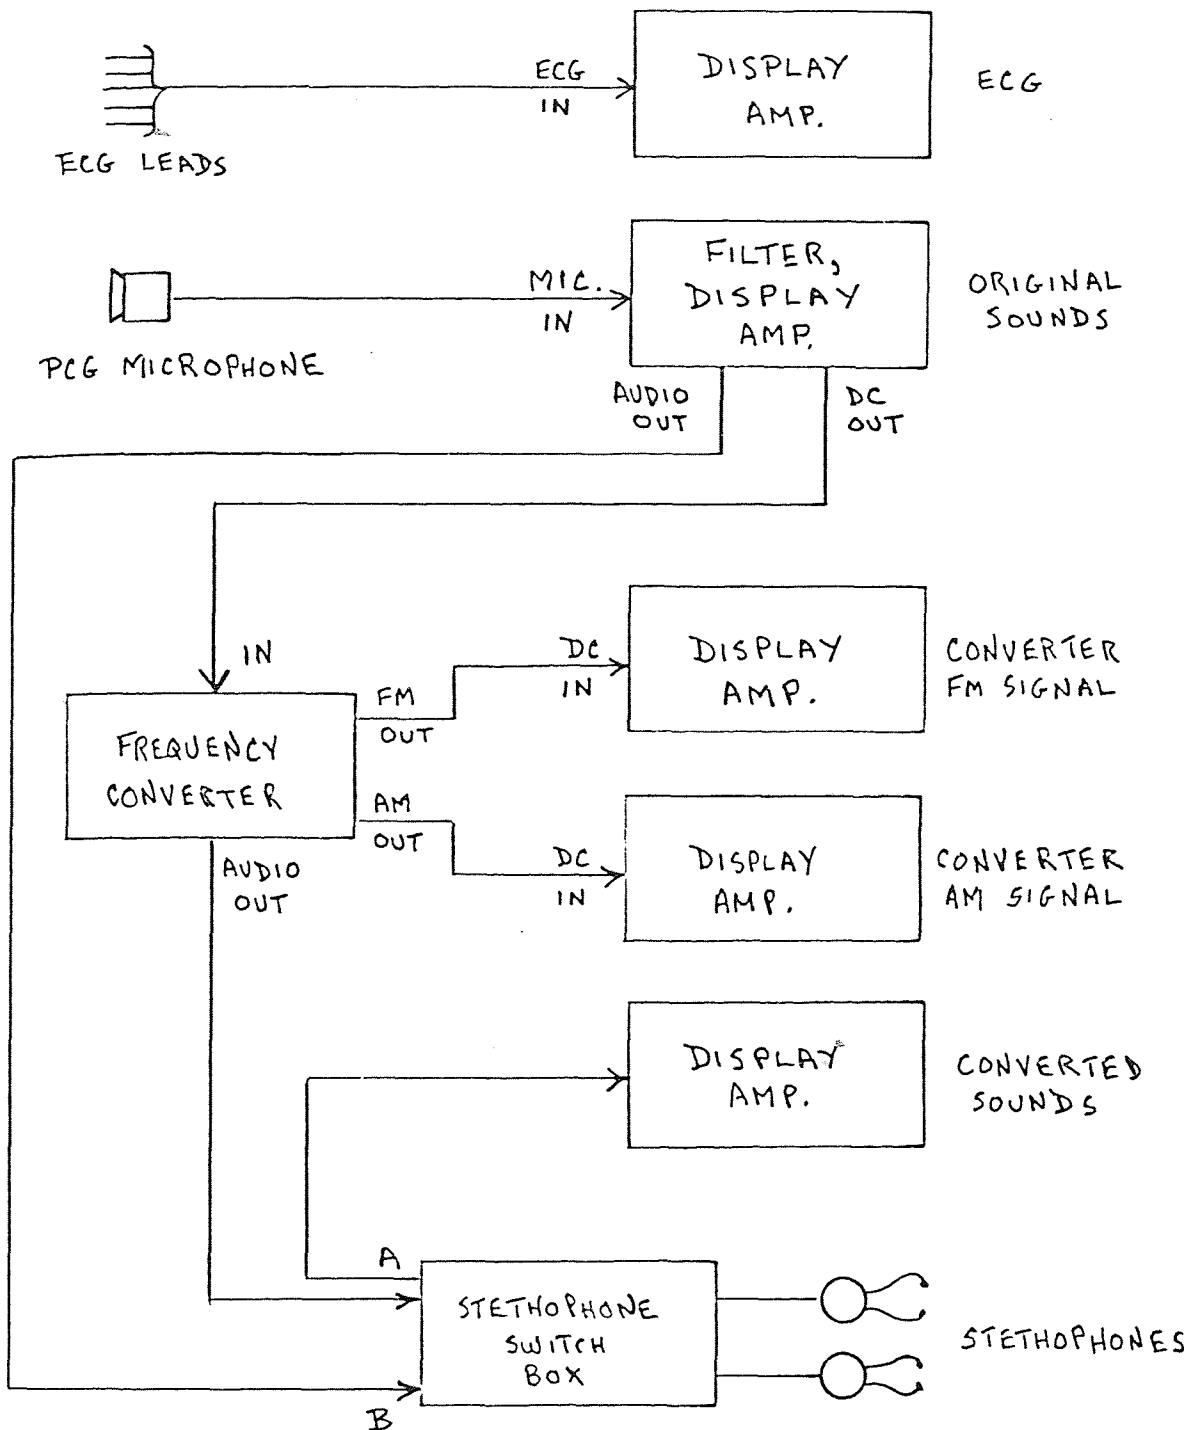 ECG
IN
DISPLAY
AMP.
ECG
ECG LEADS
MIC.
IN
FILTER,
DISPLAY
AMP.
ORIGINAL
SOUNDS
PCG MICROPHONE
AUDIO
OUT
DC
OUT
IN
FREQUENCY
CONVERTER
FM
OUT
DC
IN
DISPLAY
AMP.
CONVERTER
FM SIGNAL
AM
OUT
DC
IN
DISPLAY
AMP.
CONVERTER
AM SIGNAL
AUDIO
OUT
DISPLAY
AMP.
CONVERTED
SOUNDS
A
STETHOPHONE
SWITCH
BOX
B
STETHOPHONES